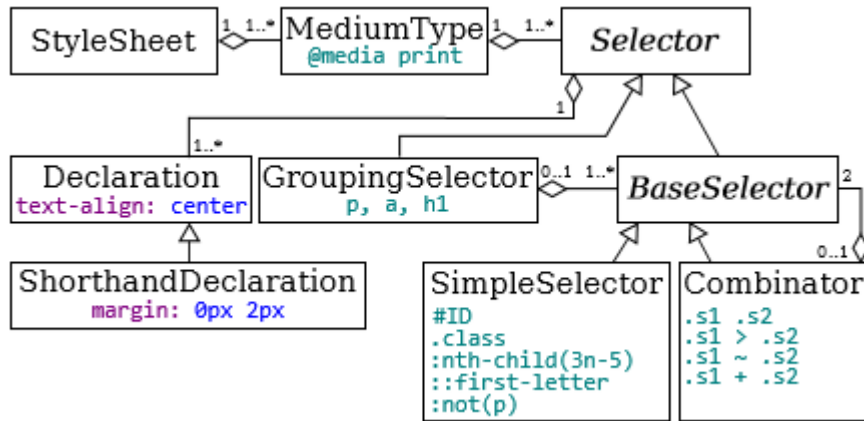 StyleSheet
1 1..*
MediumType
@media print
1 1..*
Selector
1
1..*
Declaration
text-align: center
GroupingSelector
p, a, h1
0..1 1..*
BaseSelector
2
0..1
ShorthandDeclaration
margin: 0px 2px
SimpleSelector
#ID
.class
:nth-child(3n-5)
::first-letter
:not(p)
Combinator
.s1 .s2
.s1 > .s2
.s1 ~ .s2
.s1 + .s2